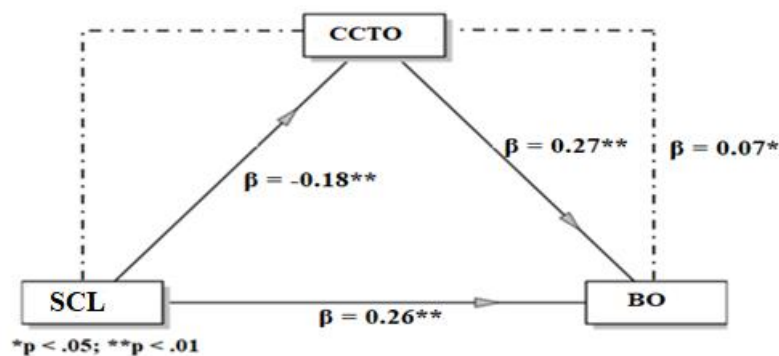 CCTO
β = 0.27**
β = 0.07*
β = -0.18**
SCL
BO
β = 0.26**
*p < .05; **p < .01